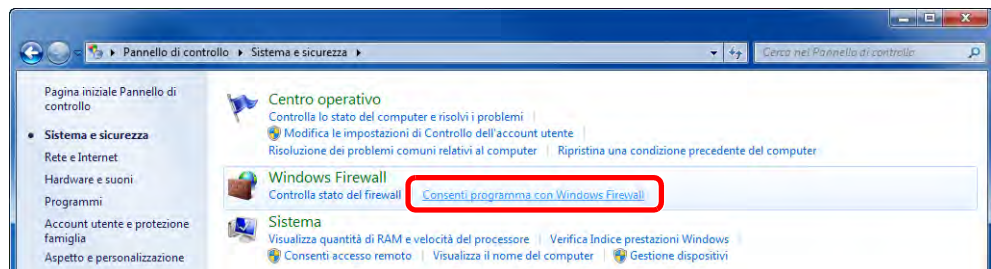 Pannello di controllo ▸ Sistema e sicurezza ▸
Cerca nel Pannello di controllo
Pagina iniziale Pannello di
controllo
Sistema e sicurezza
Rete e Internet
Hardware e suoni
Programmi
Account utente e protezione
famiglia
Aspetto e personalizzazione
Centro operativo
Controlla lo stato del computer e risolvi i problemi
Modifica le impostazioni di Controllo dell'account utente
Risoluzione dei problemi comuni relativi al computer Ripristina una condizione precedente del computer
Windows Firewall
Controlla stato del firewall Consenti programma con Windows Firewall
Sistema
Visualizza quantità di RAM e velocità del processore Verifica Indice prestazioni Windows
Consenti accesso remoto Visualizza il nome del computer Gestione dispositivi